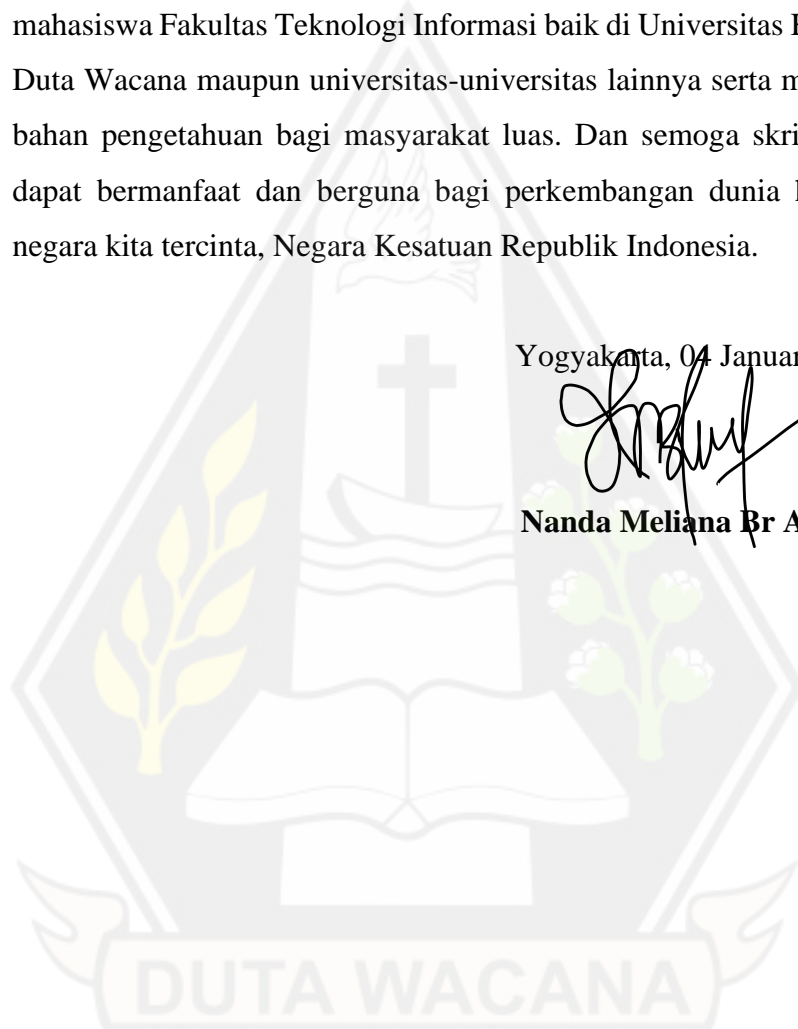 mahasiswa Fakultas Teknologi Informasi baik di Universitas
Duta Wacana maupun universitas-universitas lainnya serta
bahan pengetahuan bagi masyarakat luas. Dan semoga
dapat bermanfaat dan berguna bagi perkembangan dunia
negara kita tercinta, Negara Kesatuan Republik Indonesia.
Yogyakarta, 04
Nanda Meliana Br
DUTA WACANA